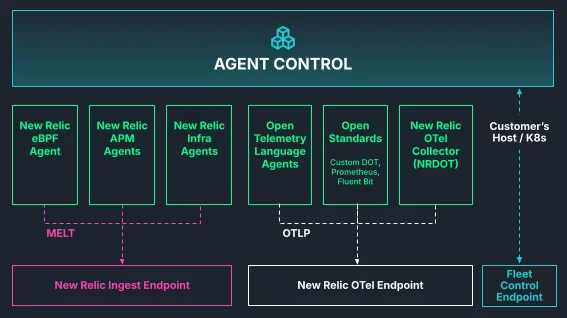 AGENT CONTROL
New Relic
eBPF
Agent
New Relic
APM
Agents
New Relic
Infra
Agents
Open
Telemetry
Language
Agents
Open
Standards
Custom DOT,
Prometheus,
Fluent Bit
New Relic
OTel
Collector
(NRDOT)
Customer's
Host / K8s
MELT
OTLP
New Relic Ingest Endpoint
New Relic OTel Endpoint
Fleet
Control
Endpoint